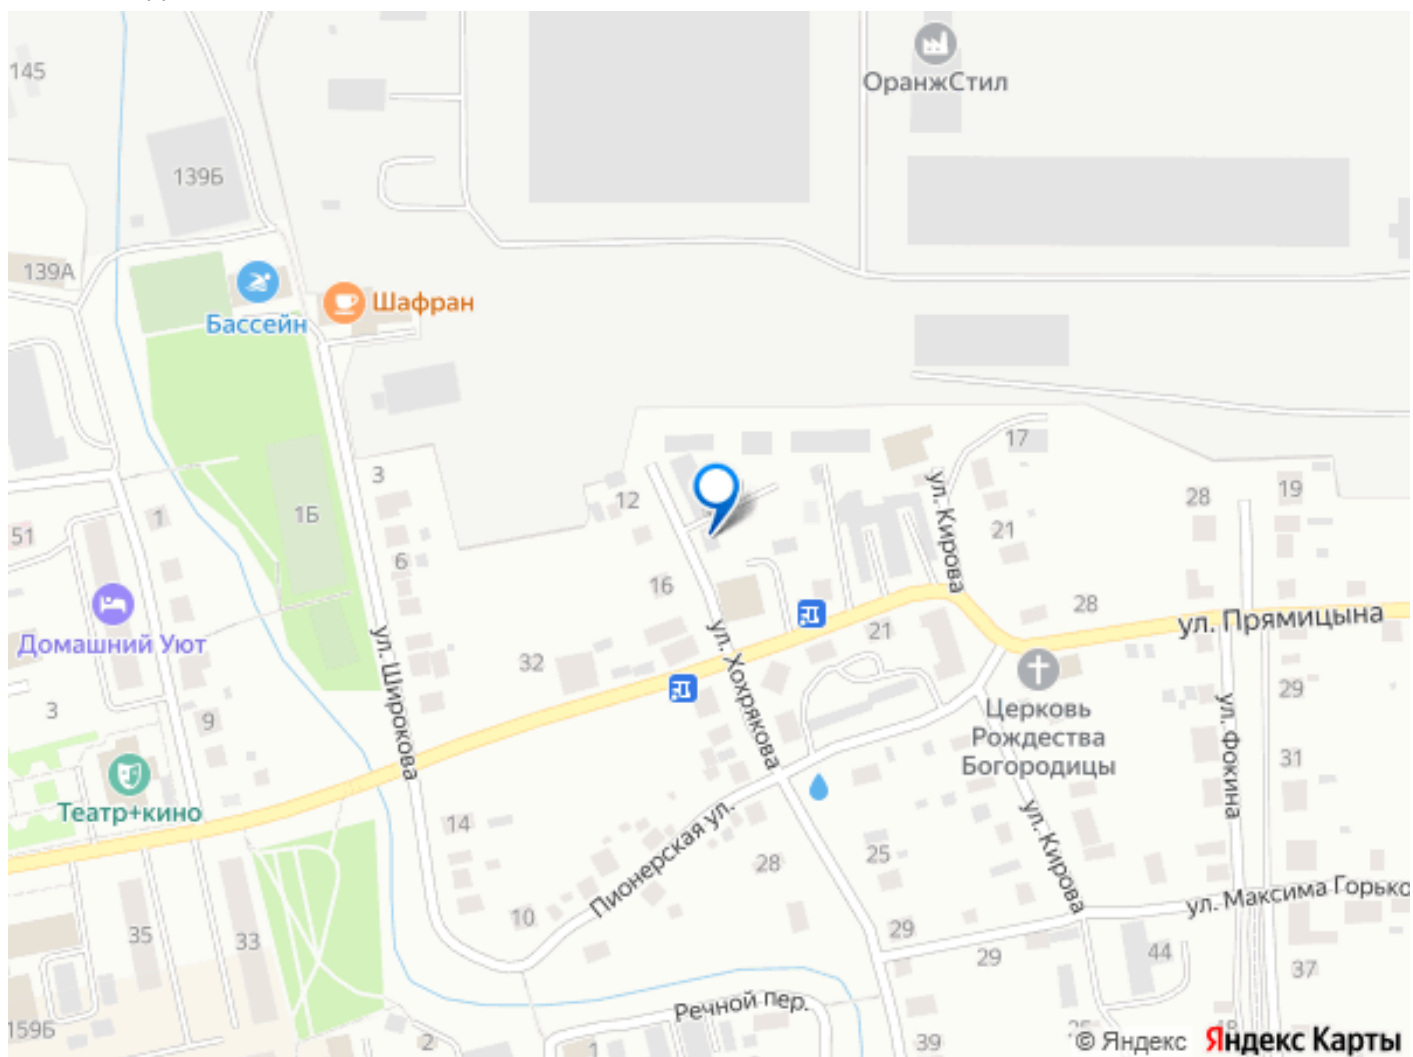 145
ОранжСтил
139Б
139А
Бассейн
Шафран
3
12
17
28
19
1Б
1
51
6
16
ул. Кирова
21
28
ул. Прямицына
Домашний Уют
32
ул. Широкова
ул. Хохрякова
21
Церковь
Рождества
Богородицы
29
3
9
ул. Фокина
31
Театр+кино
14
Пионерская ул.
25
28
ул. Кирова
ул. Максима Горько
10
35
33
29
29
44
37
Речной пер.
159Б
2
1
39
© Яндекс
Яндекс Карты